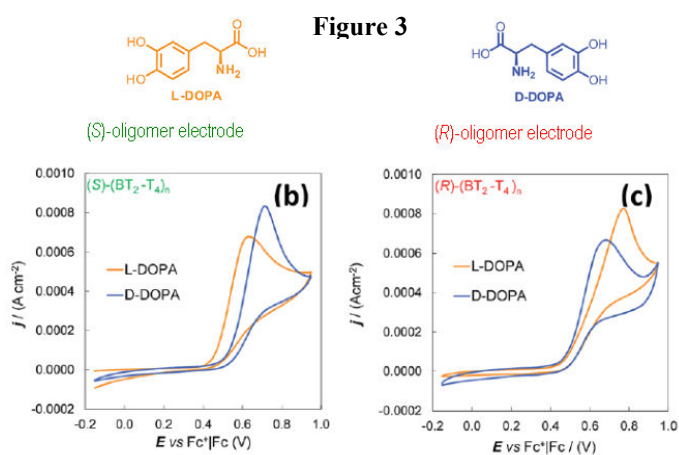 Figure 3
HO
HO
O
OH
NH₂
L-DOPA
O
HO
NH₂
OH
OH
D-DOPA
(S)-oligomer electrode
(R)-oligomer electrode
(S)-(BT₂-T₄)ₙ
(b)
L-DOPA
D-DOPA
j / (A cm⁻²)
0.0010
0.0008
0.0006
0.0004
0.0002
0.0000
-0.0002
-0.2 0.0 0.2 0.4 0.6 0.8 1.0
E vs Fc⁺|Fc (V)
(R)-(BT₂-T₄)ₙ
(c)
L-DOPA
D-DOPA
j / (Acm⁻²)
0.0010
0.0008
0.0006
0.0004
0.0002
0.0000
-0.0002
-0.2 0.0 0.2 0.4 0.6 0.8 1.0
E vs Fc⁺|Fc / (V)